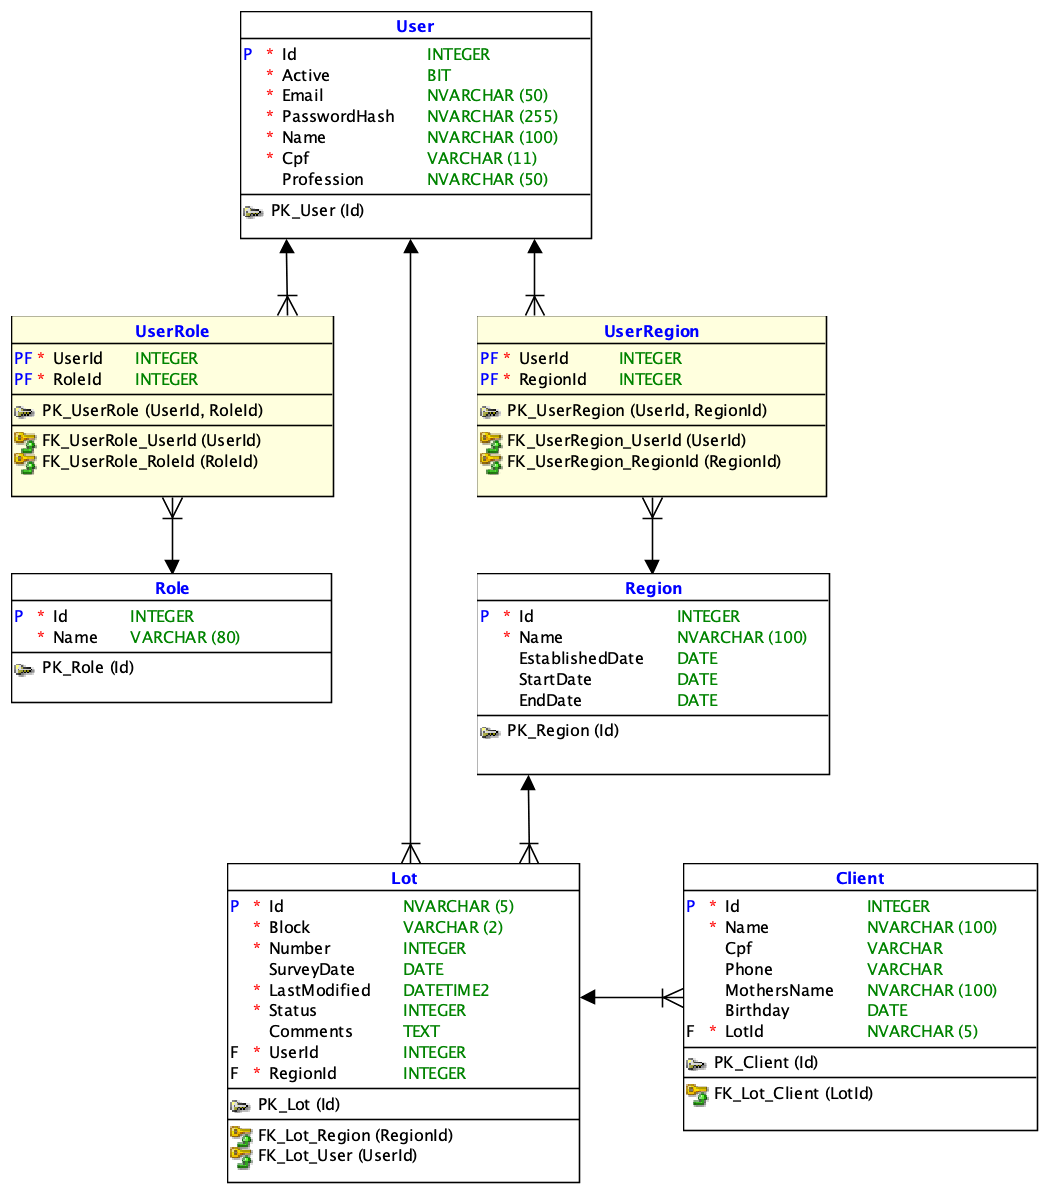 User
P * Id INTEGER
* Active BIT
* Email NVARCHAR (50)
* PasswordHash NVARCHAR (255)
* Name NVARCHAR (100)
* Cpf VARCHAR (11)
Profession NVARCHAR (50)
PK_User (Id)
UserRole
PF * UserId INTEGER
PF * RoleId INTEGER
PK_UserRole (UserId, RoleId)
FK_UserRole_UserId (UserId)
FK_UserRole_RoleId (RoleId)
UserRegion
PF * UserId INTEGER
PF * RegionId INTEGER
PK_UserRegion (UserId, RegionId)
FK_UserRegion_UserId (UserId)
FK_UserRegion_RegionId (RegionId)
Role
P * Id INTEGER
* Name VARCHAR (80)
PK_Role (Id)
Region
P * Id INTEGER
* Name NVARCHAR (100)
EstablishedDate DATE
StartDate DATE
EndDate DATE
PK_Region (Id)
Lot
P * Id NVARCHAR (5)
* Block VARCHAR (2)
* Number INTEGER
SurveyDate DATE
* LastModified DATETIME2
* Status INTEGER
Comments TEXT
F * UserId INTEGER
F * RegionId INTEGER
PK_Lot (Id)
FK_Lot_Region (RegionId)
FK_Lot_User (UserId)
Client
P * Id INTEGER
* Name NVARCHAR (100)
Cpf VARCHAR
Phone VARCHAR
MothersName NVARCHAR (100)
Birthday DATE
F * LotId NVARCHAR (5)
PK_Client (Id)
FK_Lot_Client (LotId)